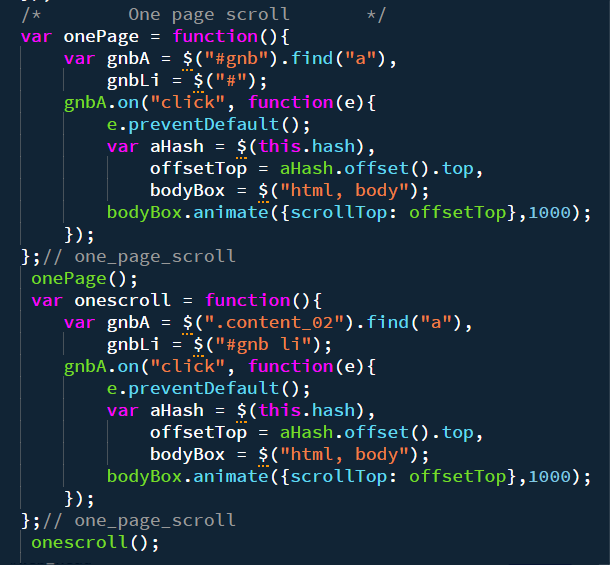 /*        One page scroll       */
var onePage = function(){
    var gnbA = $("#gnb").find("a"),
        gnbLi = $("#");
    gnbA.on("click", function(e){
        e.preventDefault();
        var aHash = $(this.hash),
            offsetTop = aHash.offset().top,
            bodyBox = $("html, body");
        bodyBox.animate({scrollTop: offsetTop},1000);
    });
};// one_page_scroll
 onePage();
 var onescroll = function(){
    var gnbA = $(".content_02").find("a"),
        gnbLi = $("#gnb li");
    gnbA.on("click", function(e){
        e.preventDefault();
        var aHash = $(this.hash),
            offsetTop = aHash.offset().top,
            bodyBox = $("html, body");
        bodyBox.animate({scrollTop: offsetTop},1000);
    });
};// one_page_scroll
 onescroll();